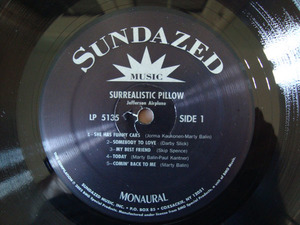 SUNDAZED
MUSIC
SURREALISTIC PILLOW
Jefferson Airplane
LP 5135 SIDE 1
1- SHE HAS FUNNY CARS (Jorma Kaukonen-Marty Balin)
2- SOMEBODY TO LOVE (Darby Slick)
3- MY BEST FRIEND (Skip Spence)
4- TODAY (Marty Balin-Paul Kantner)
5- COMIN' BACK TO ME (Marty Balin)
MONAURAL
SUNDAZED MUSIC, INC. • P.O. BOX 85 • COXSACKIE, NY 12051